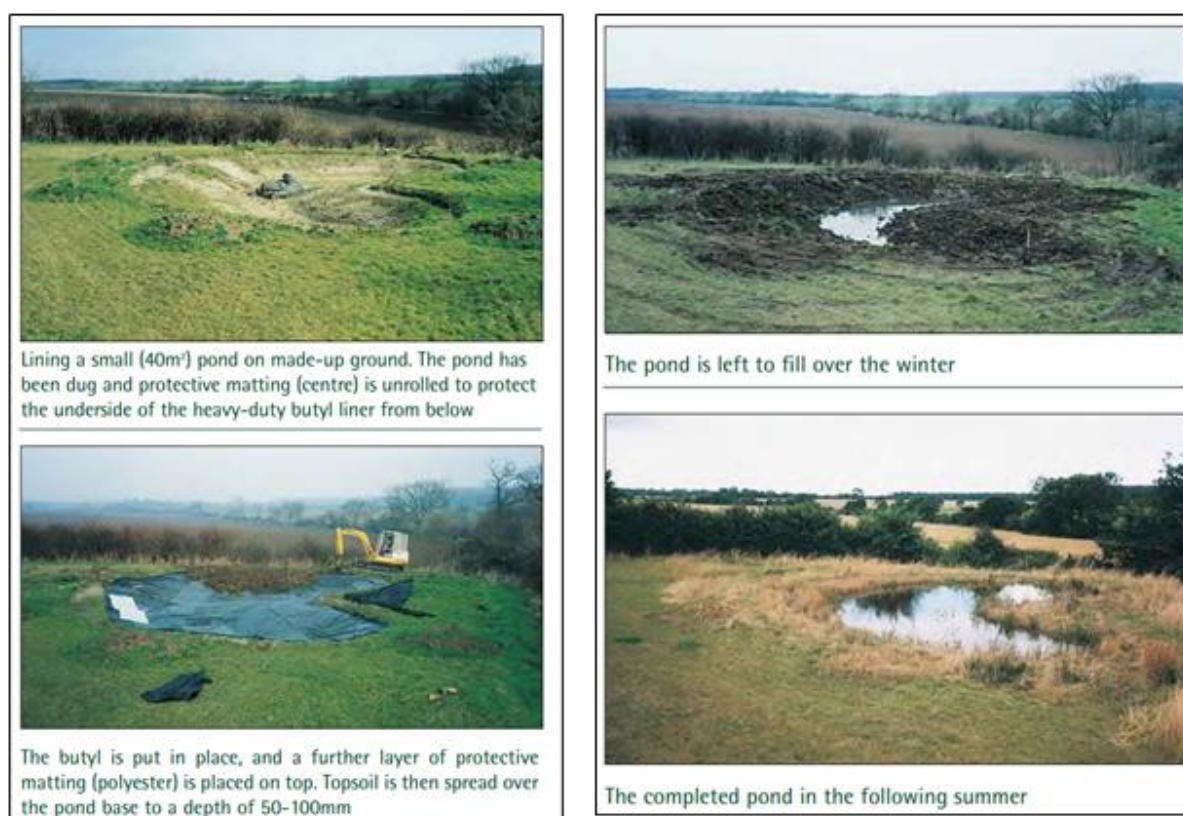 Lining a small (40m²) pond on made-up ground. The pond has
been dug and protective matting (centre) is unrolled to protect
the underside of the heavy-duty butyl liner from below
The butyl is put in place, and a further layer of protective
matting (polyester) is placed on top. Topsoil is then spread over
the pond base to a depth of 50-100mm
The pond is left to fill over the winter
The completed pond in the following summer